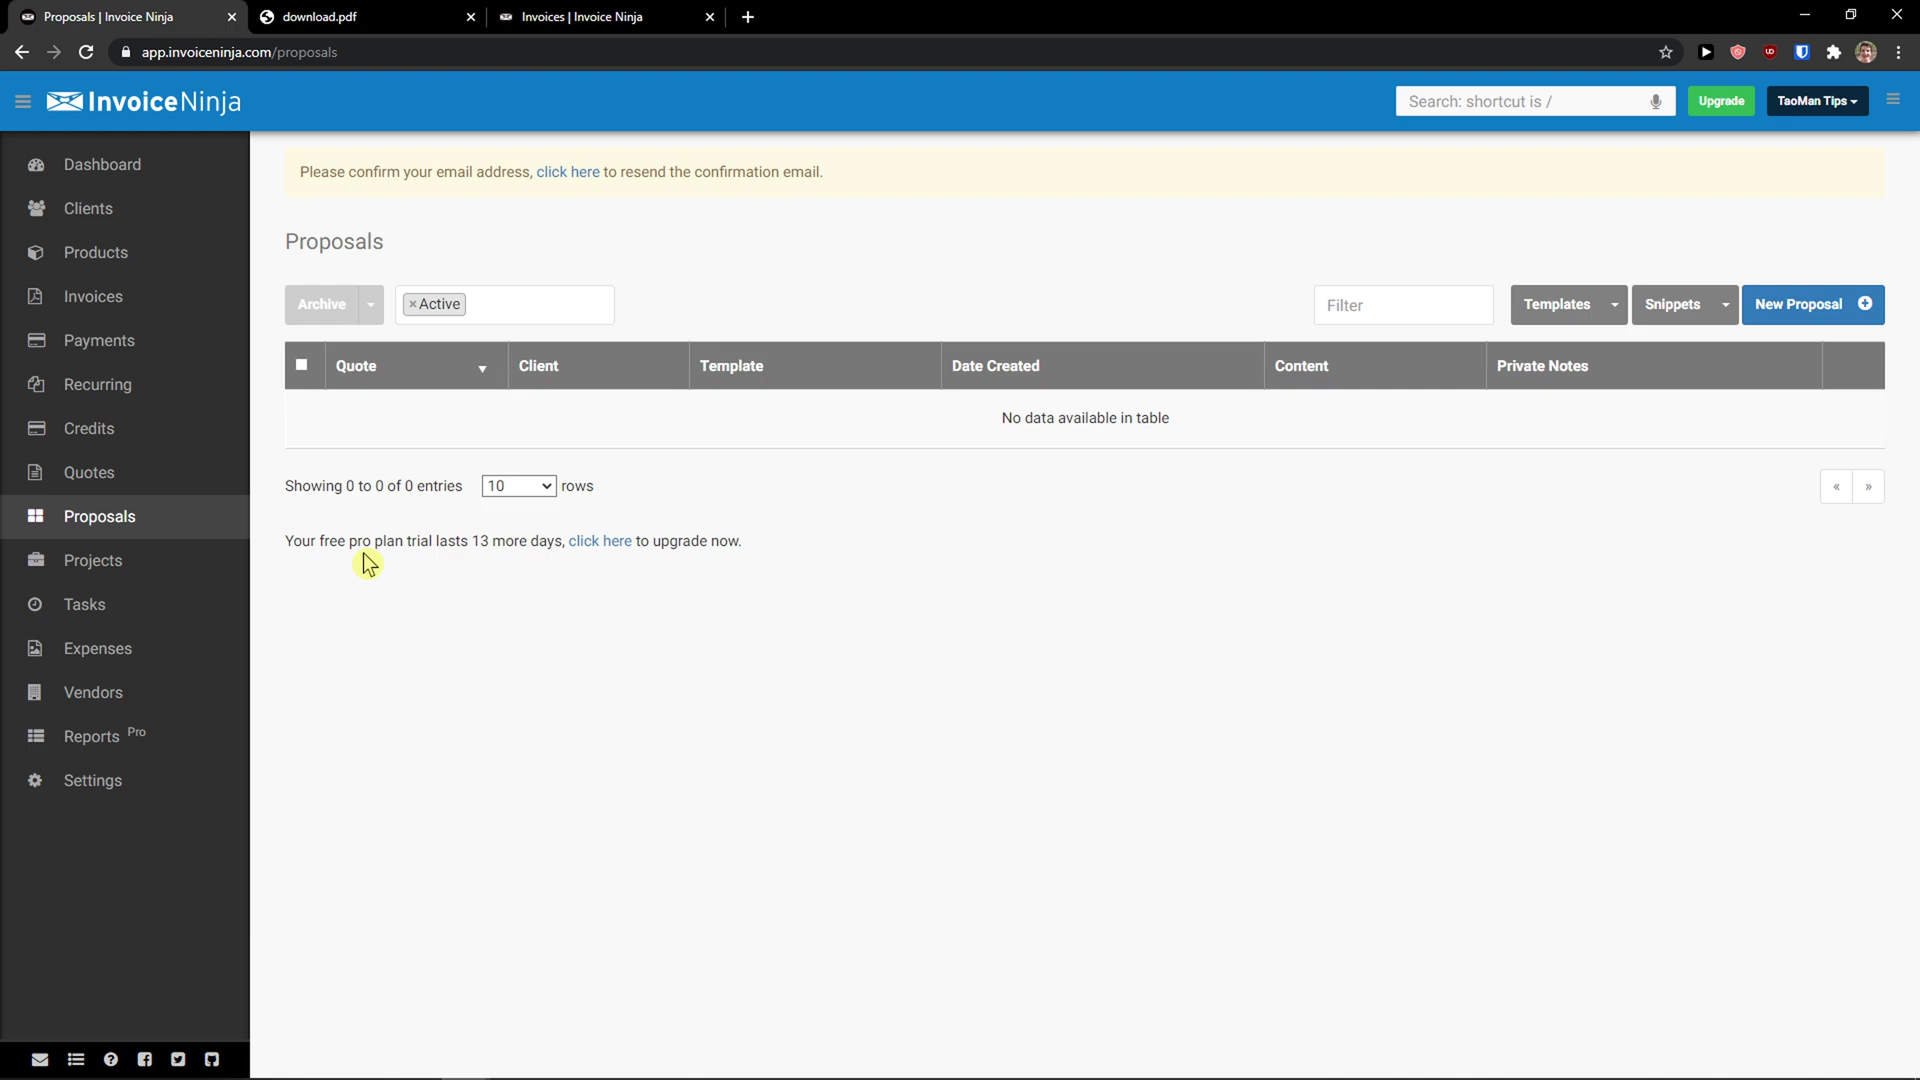 Proposals | Invoice Ninja
download.pdf
Invoices | Invoice Ninja
app.invoiceninja.com/proposals
InvoiceNinja
Search: shortcut is /
Upgrade
TaoMan Tips
Dashboard
Clients
Products
Invoices
Payments
Recurring
Credits
Quotes
Proposals
Projects
Tasks
Expenses
Vendors
Reports Pro
Settings
Please confirm your email address, click here to resend the confirmation email.
Proposals
Archive
×Active
Filter
Templates
Snippets
New Proposal
Quote Client Template Date Created Content Private Notes
No data available in table
Showing 0 to 0 of 0 entries 10 rows
« »
Your free pro plan trial lasts 13 more days, click here to upgrade now.